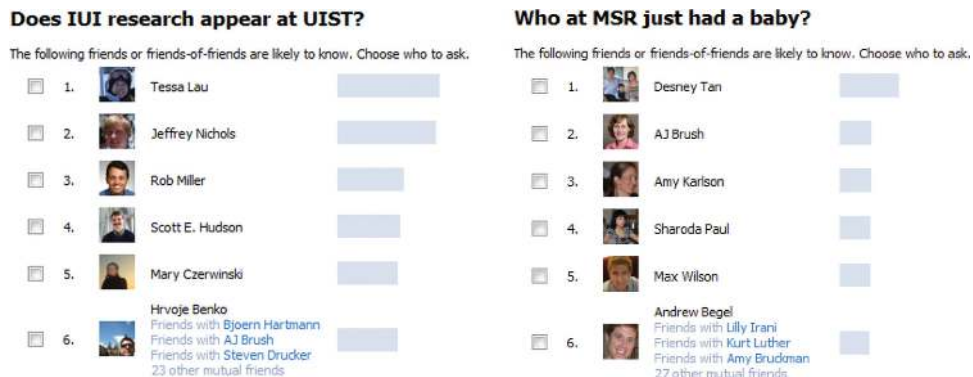 Does IUI research appear at UIST?
The following friends or friends-of-friends are likely to know. Choose who to ask.
1. Tessa Lau
2. Jeffrey Nichols
3. Rob Miller
4. Scott E. Hudson
5. Mary Czerwinski
Hrvoje Benko
Friends with Bjoern Hartmann
6. Friends with AJ Brush
Friends with Steven Drucker
23 other mutual friends
Who at MSR just had a baby?
The following friends or friends-of-friends are likely to know. Choose who to ask.
1. Desney Tan
2. AJ Brush
3. Amy Karlson
4. Sharoda Paul
5. Max Wilson
Andrew Begel
Friends with Lilly Irani
6. Friends with Kurt Luther
Friends with Amy Bruckman
27 other mutual friends